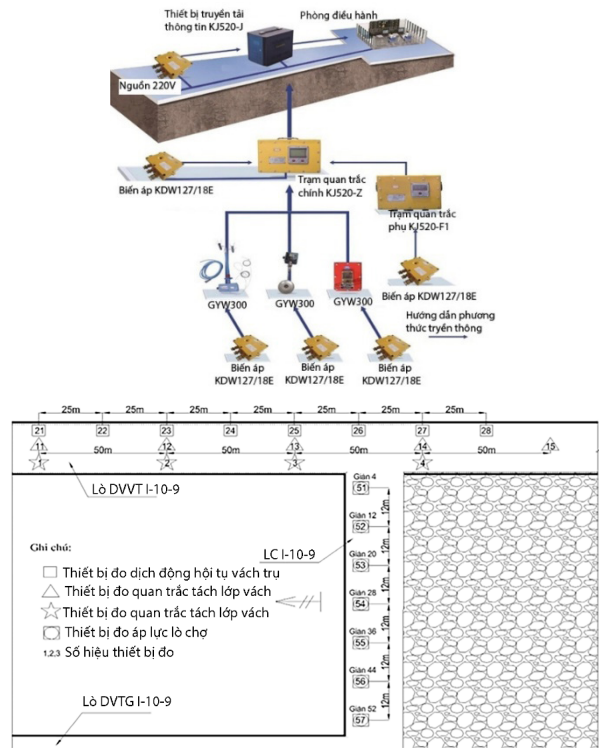 Thiết bị truyền tải
thông tin KJ520-J
Phòng điều hành
Nguồn 220V
Biến áp KDW127/18E
Trạm quan trắc
chính KJ520-Z
Trạm quan trắc
phụ KJ520-F1
GYW300
GYW300
GYW300
Biến áp KDW127/18E
Hướng dẫn phương
thức tryền thông
Biến áp
KDW127/18E
Biến áp
KDW127/18E
Biến áp
KDW127/18E
25m 25m 25m 25m 25m 25m 25m
21 22 23 24 25 26 27 28
11 12 13 14 15
50m 50m 50m 50m
1 2 3 4
Lò DVVT I-10-9
Giàn 4
51
12m
Giàn 12
52
12m
Giàn 20
53
12m
Giàn 28
54
12m
Giàn 36
55
12m
Giàn 44
56
12m
Giàn 52
57
LC I-10-9
Ghi chú:
Thiết bị đo dịch động hội tụ vách trụ
Thiết bị đo quan trắc tách lớp vách
Thiết bị đo quan trắc tách lớp vách
Thiết bị đo áp lực lò chợ
1,2,3 Số hiệu thiết bị đo
Lò DVTG I-10-9